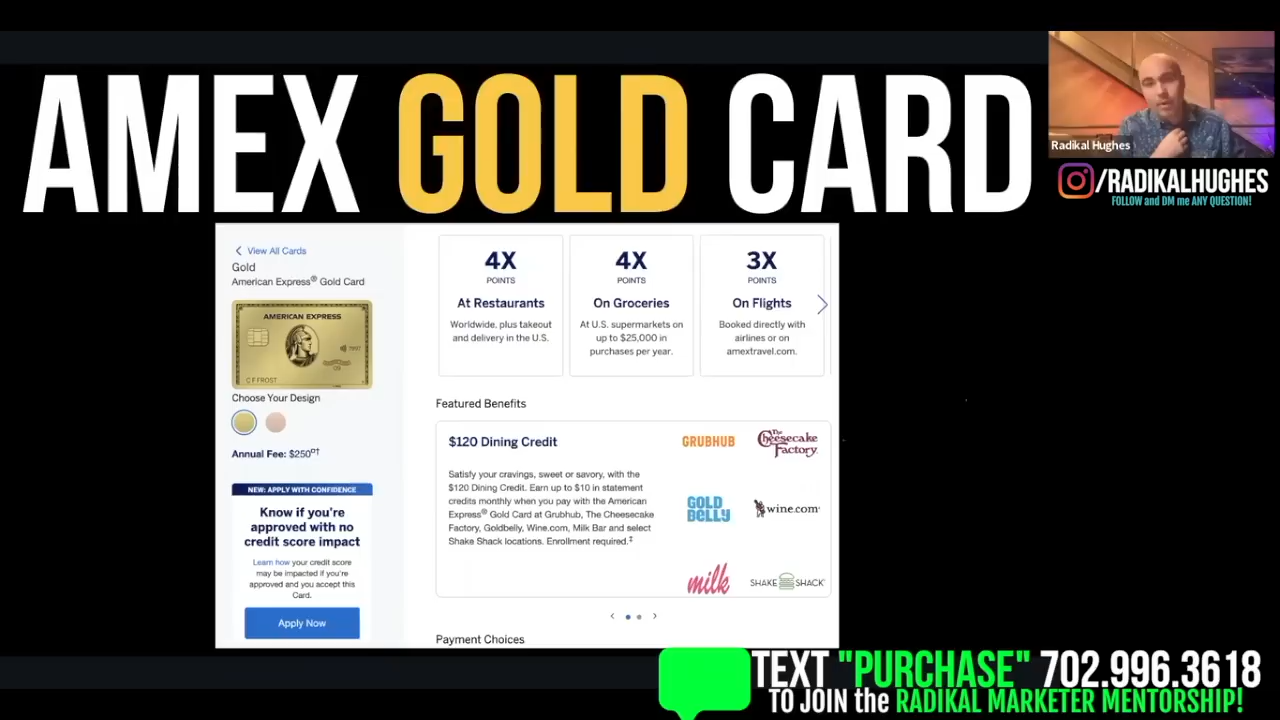 AMEX GOLD CARD
Radikal Hughes
/RADIKALHUGHES
FOLLOW and DM me ANY QUESTION!
View All Cards
Gold
American Express® Gold Card
AMERICAN EXPRESS
C F FROST
Choose Your Design
Annual Fee: $250¤†
NEW: APPLY WITH CONFIDENCE
Know if you're
approved with no
credit score impact
Learn how your credit score
may be impacted if you're
approved and you accept this
Card.
Apply Now
4X
POINTS
At Restaurants
Worldwide, plus takeout
and delivery in the U.S.
4X
POINTS
On Groceries
At U.S. supermarkets on
up to $25,000 in
purchases per year.
3X
POINTS
On Flights
Booked directly with
airlines or on
amextravel.com.
Featured Benefits
$120 Dining Credit
Satisfy your cravings, sweet or savory, with the
$120 Dining Credit. Earn up to $10 in statement
credits monthly when you pay with the American
Express® Gold Card at Grubhub, The Cheesecake
Factory, Goldbelly, Wine.com, Milk Bar and select
Shake Shack locations. Enrollment required.‡
GRUBHUB
The Cheesecake Factory
GOLD
BELLY
wine.com
milk
SHAKE SHACK
Payment Choices
TEXT "PURCHASE" 702.996.3618
TO JOIN the RADIKAL MARKETER MENTORSHIP!